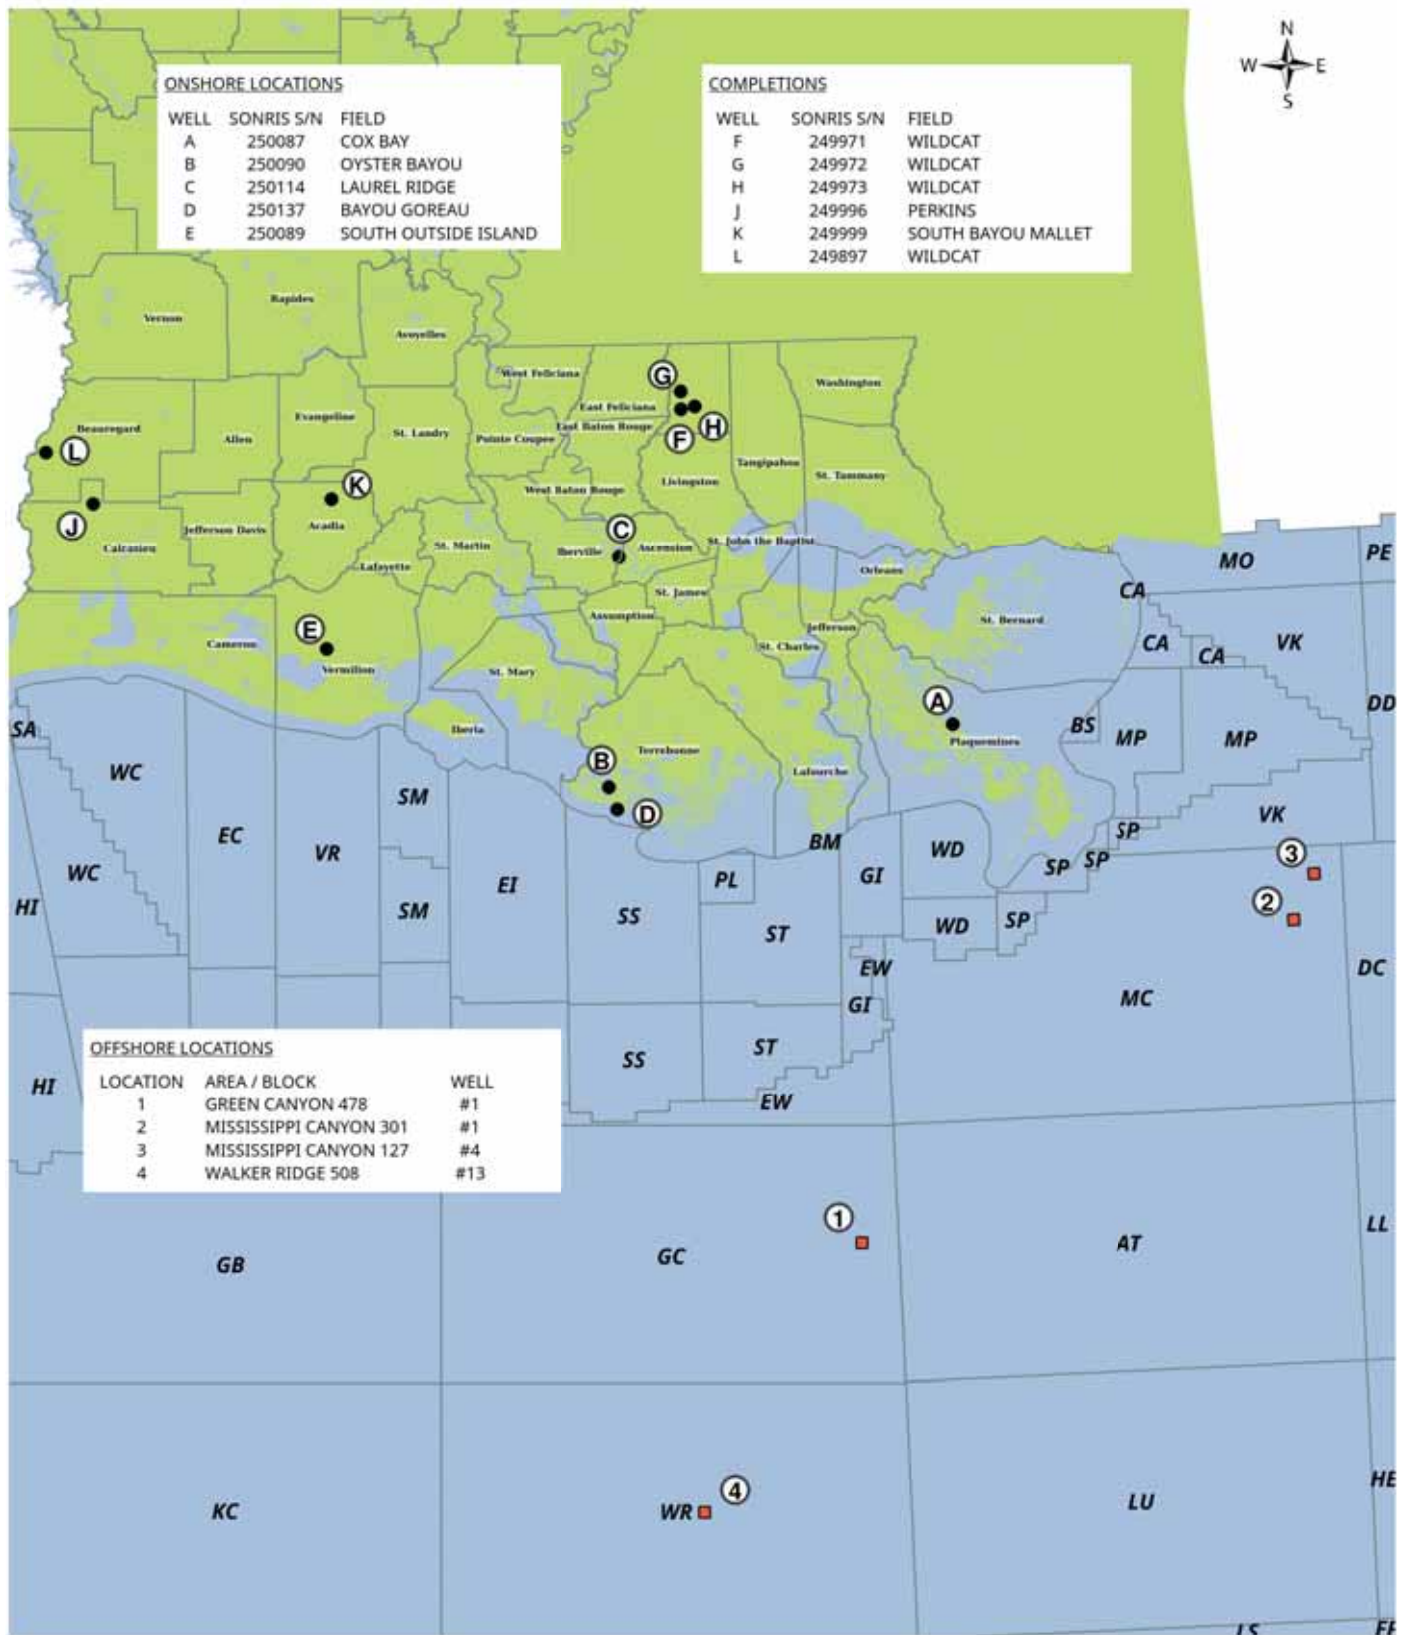 N
W E
S
ONSHORE LOCATIONS
WELL SONRIS S/N FIELD
A 250087 COX BAY
B 250090 OYSTER BAYOU
C 250114 LAUREL RIDGE
D 250137 BAYOU GOREAU
E 250089 SOUTH OUTSIDE ISLAND
COMPLETIONS
WELL SONRIS S/N FIELD
F 249971 WILDCAT
G 249972 WILDCAT
H 249973 WILDCAT
J 249996 PERKINS
K 249999 SOUTH BAYOU MALLET
L 249897 WILDCAT
Rapides
Vernon
Avoyelles
West Feliciana
G
Washington
East Feliciana
Evangeline
Beauregard
East Baton Rouge
H
St. Landry
Allen
Pointe Coupee
F
L
Tangipahoa
St. Tammany
K
Livingston
West Baton Rouge
J
Acadia
Jefferson Davis
C
St. John the Baptist
Calcasieu
St. Martin
Iberville
Ascension
Lafayette
Orleans
MO
PE
CA
St. James
Assumption
St. Bernard
E
Jefferson
Cameron
St. Charles
CA
CA
VK
Vermilion
St. Mary
A
DD
SA
Iberia
BS
MP
MP
Plaquemines
Terrebonne
B
WC
Lafourche
SM
D
VK
EC
VR
BM
WD
SP
3
SP
SP
WC
EI
PL
GI
HI
SM
SS
ST
WD
SP
2
EW
DC
GI
MC
HI
SS
ST
EW
OFFSHORE LOCATIONS
LOCATION AREA / BLOCK WELL
1 GREEN CANYON 478 #1
2 MISSISSIPPI CANYON 301 #1
3 MISSISSIPPI CANYON 127 #4
4 WALKER RIDGE 508 #13
1
LL
GB
GC
AT
4
HE
KC
WR
LU
LS